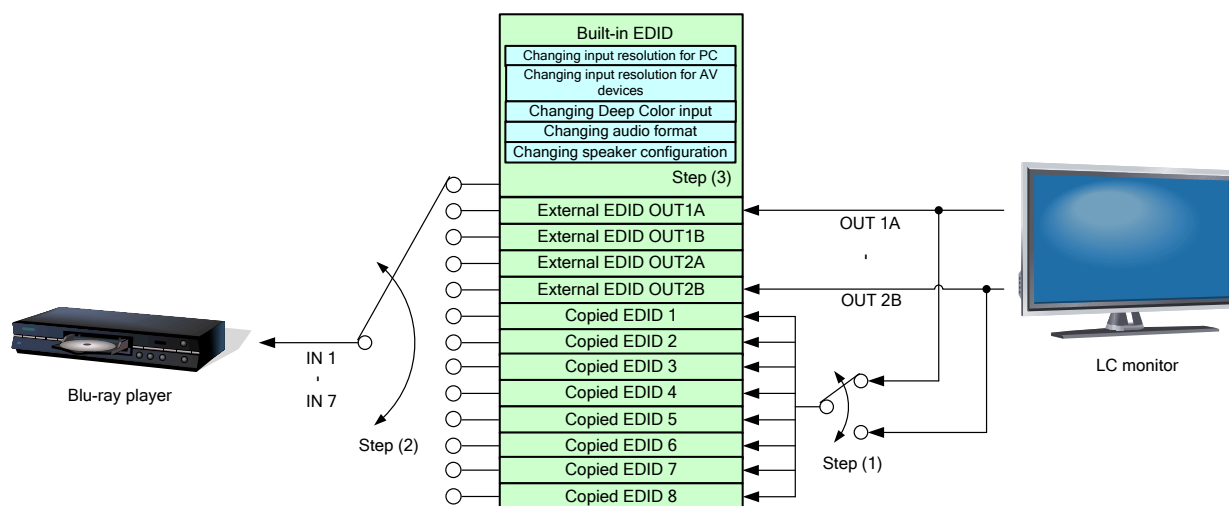 Built-in EDID
Changing input resolution for PC
Changing input resolution for AV
devices
Changing Deep Color input
Changing audio format
Changing speaker configuration
Step (3)
External EDID OUT1A
External EDID OUT1B
External EDID OUT2A
External EDID OUT2B
Copied EDID 1
Copied EDID 2
Copied EDID 3
Copied EDID 4
Copied EDID 5
Copied EDID 6
Copied EDID 7
Copied EDID 8
IN 1
-
IN 7
Step (2)
Blu-ray player
OUT 1A
-
OUT 2B
Step (1)
LC monitor